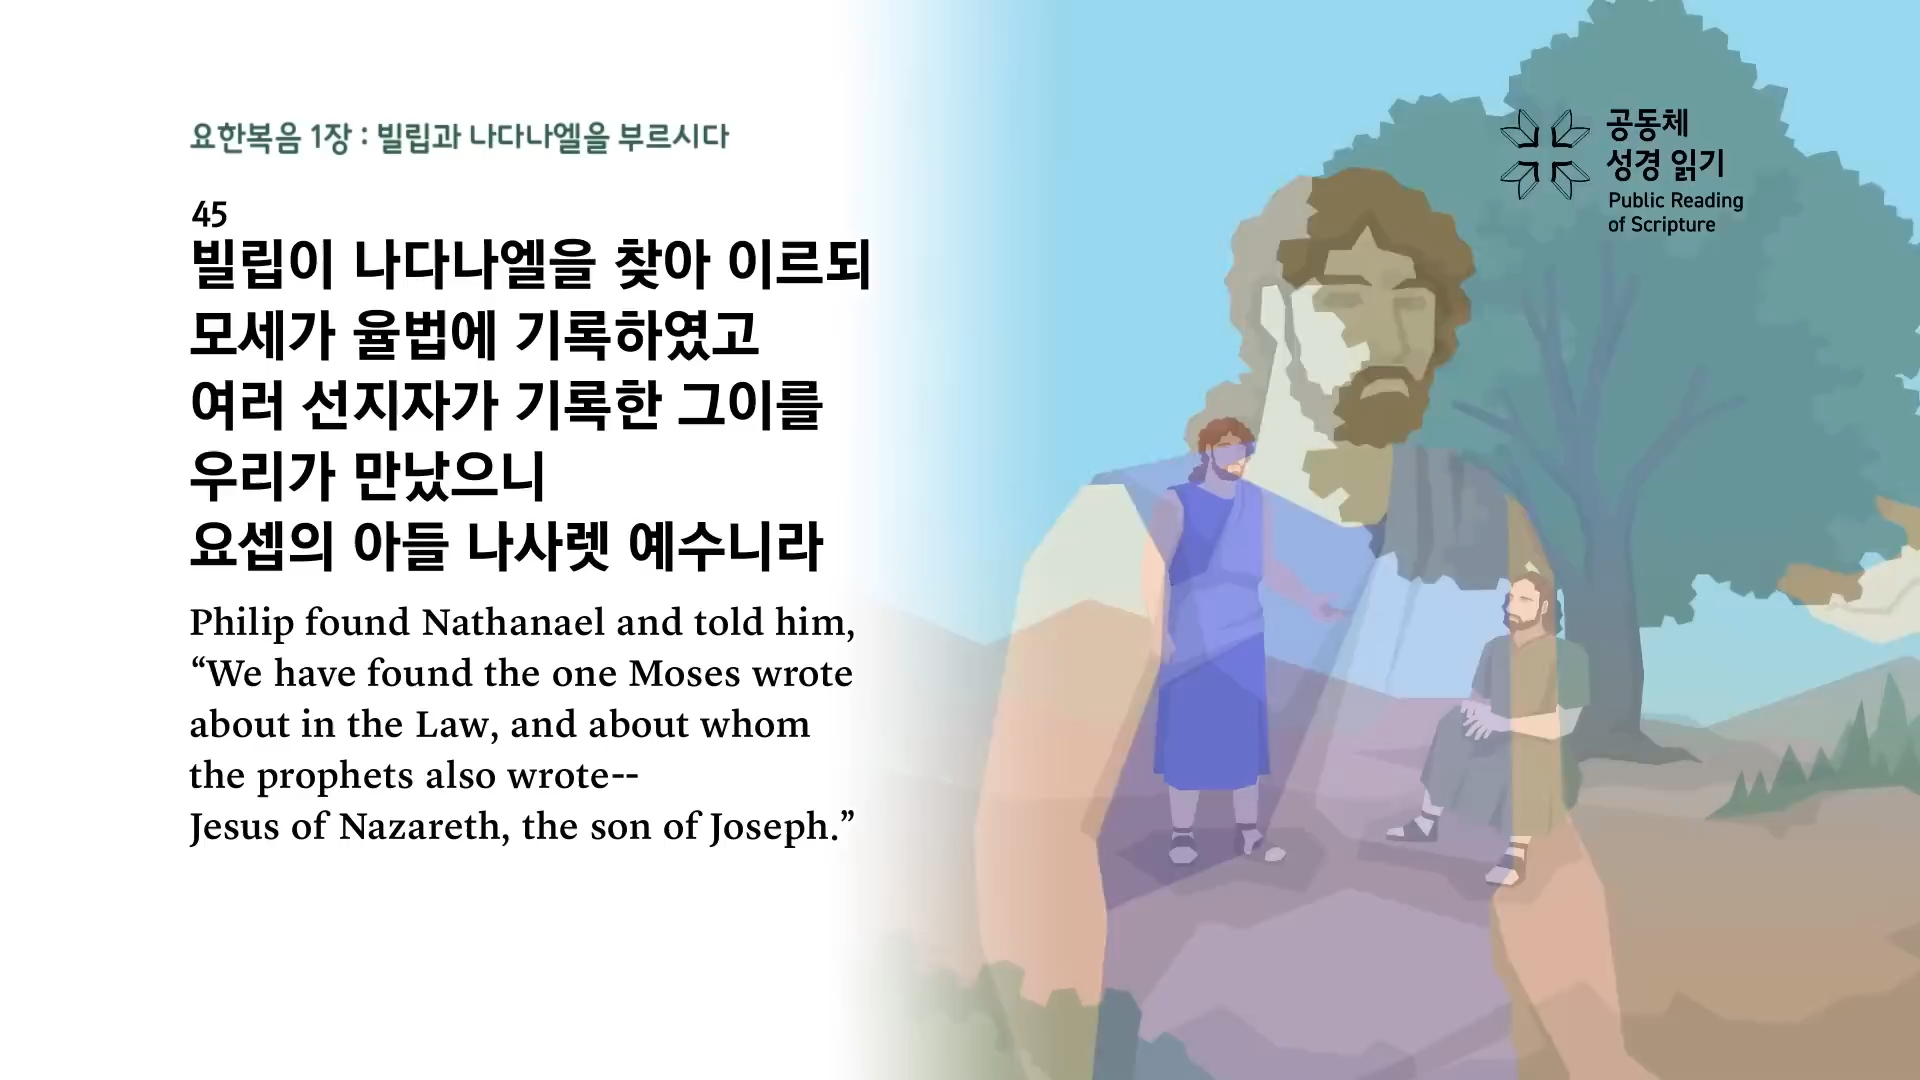 요한복음 1장 : 빌립과 나다나엘을 부르시다
45
빌립이 나다나엘을 찾아 이르되
모세가 율법에 기록하였고
여러 선지자가 기록한 그이를
우리가 만났으니
요셉의 아들 나사렛 예수니라
Philip found Nathanael and told him,
“We have found the one Moses wrote
about in the Law, and about whom
the prophets also wrote--
Jesus of Nazareth, the son of Joseph.”
공동체
성경 읽기
Public Reading
of Scripture